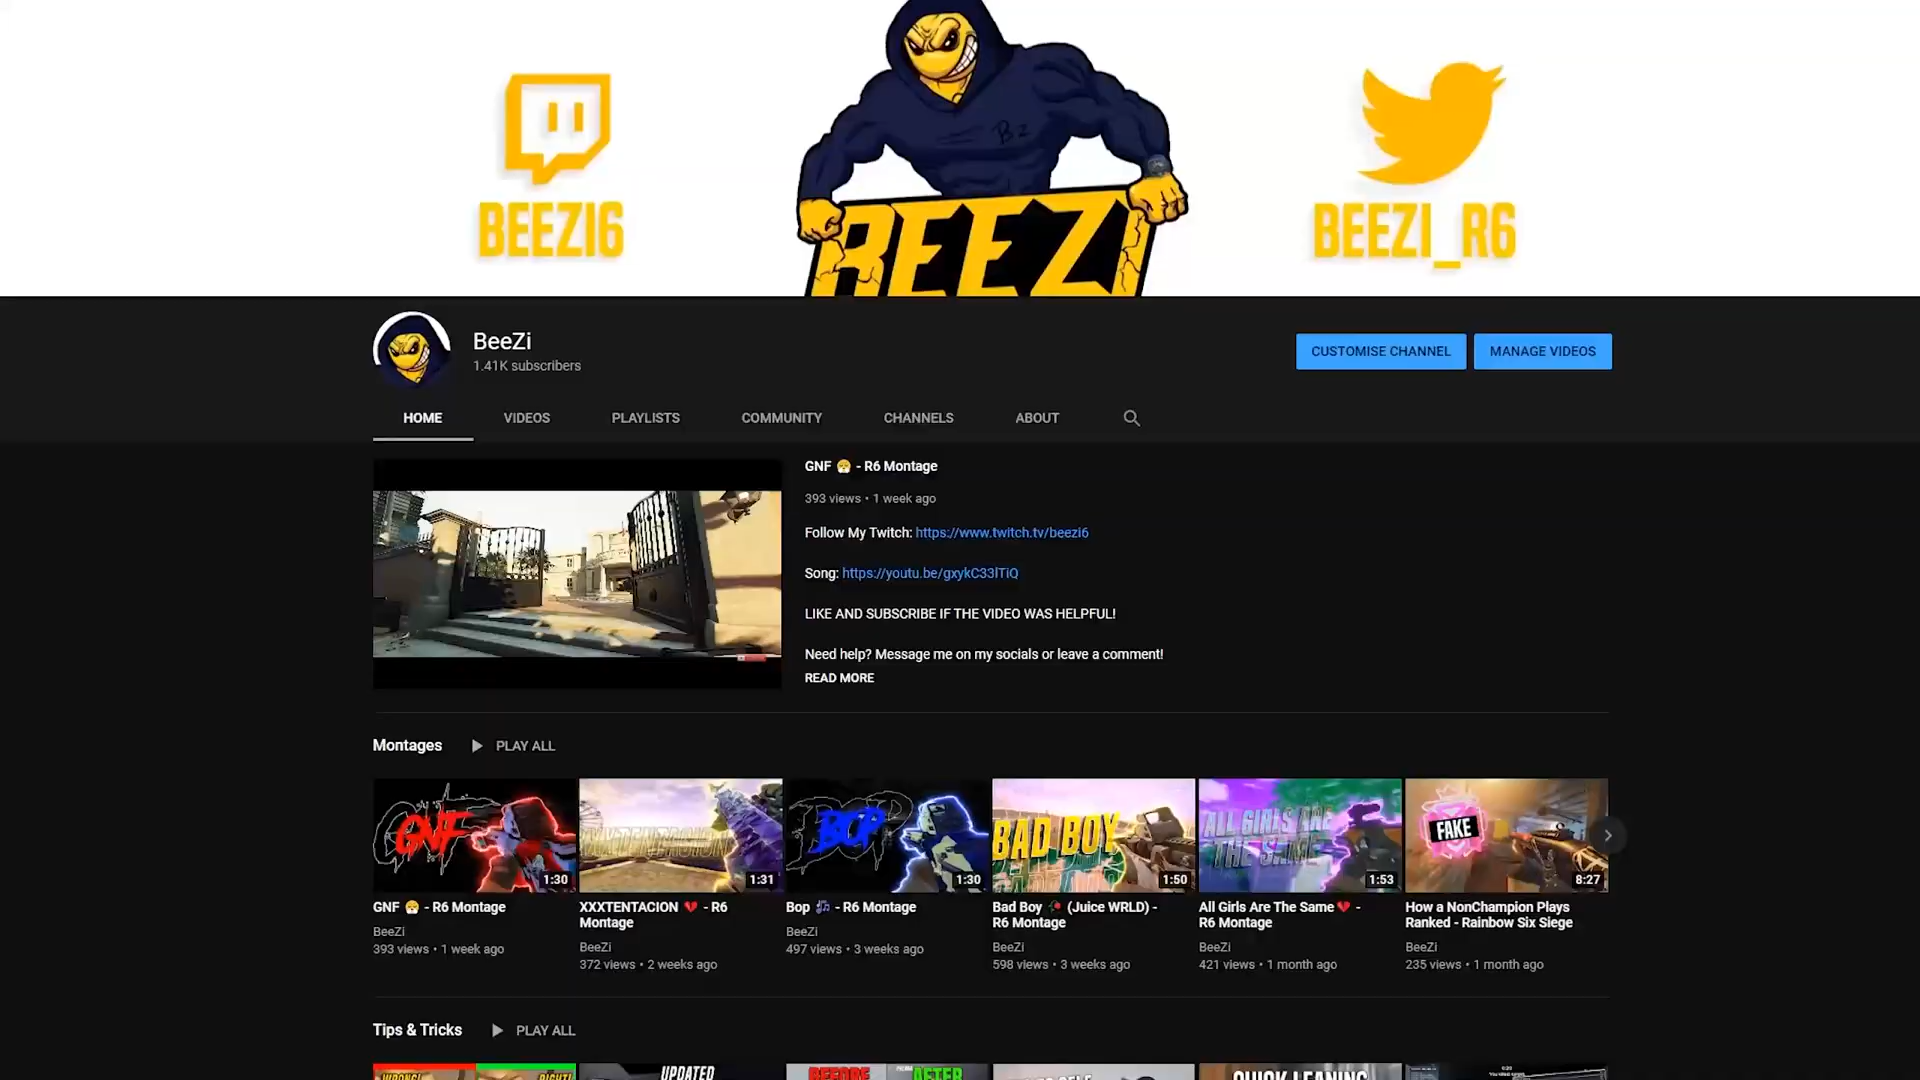 BEEZI6
BZ
BEEZI
BEEZI_R6
BeeZi
1.41K subscribers
CUSTOMISE CHANNEL
MANAGE VIDEOS
HOME
VIDEOS
PLAYLISTS
COMMUNITY
CHANNELS
ABOUT
GNF 😤 - R6 Montage
393 views • 1 week ago
Follow My Twitch: https://www.twitch.tv/beezi6
Song: https://youtu.be/gxykC33lTiQ
LIKE AND SUBSCRIBE IF THE VIDEO WAS HELPFUL!
Need help? Message me on my socials or leave a comment!
READ MORE
Montages
PLAY ALL
GNF
1:30
GNF 😤 - R6 Montage
BeeZi
393 views • 1 week ago
XXXTENTACION
1:31
XXXTENTACION 💔 - R6
Montage
BeeZi
372 views • 2 weeks ago
BOP
1:30
Bop 🎶 - R6 Montage
BeeZi
497 views • 3 weeks ago
BAD BOY
1:50
Bad Boy 🥀 (Juice WRLD) -
R6 Montage
BeeZi
598 views • 3 weeks ago
ALL GIRLS ARE
THE SAME
1:53
All Girls Are The Same💔 -
R6 Montage
BeeZi
421 views • 1 month ago
FAKE
8:27
How a NonChampion Plays
Ranked - Rainbow Six Siege
BeeZi
235 views • 1 month ago
Tips & Tricks
PLAY ALL
WRONG!
RIGHT!
UPDATED
BEFORE
AFTER
QUICK LEANING